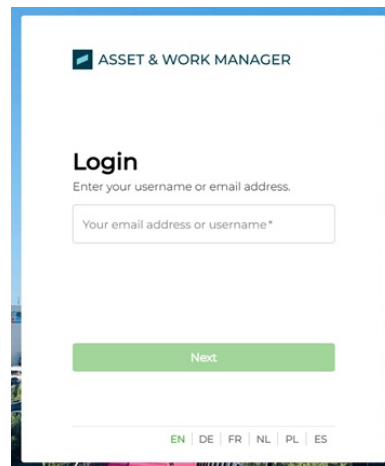 ASSET & WORK MANAGER
Login
Enter your username or email address.
Your email address or username*
Next
EN | DE | FR | NL | PL | ES